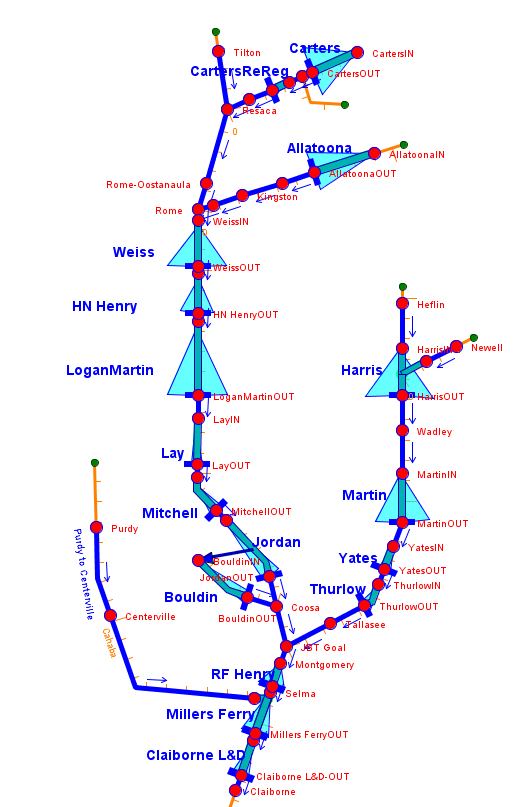 Tilton
Carters
CartersIN
CartersReReg
CartersOUT
Resaca
0
Allatoona
AllatoonaIN
AllatoonaOUT
Rome-Oostanaula
Kingston
Rome
WeissIN
Weiss
WeissOUT
HN Henry
HN HenryOUT
Heflin
HarrisIN
Newell
LoganMartin
Harris
LoganMartinOUT
HarrisOUT
LayIN
Wadley
Lay
LayOUT
MartinIN
Martin
Mitchell
MitchellOUT
MartinOUT
Purdy
Jordan
YatesIN
BouldinIN
Yates
YatesOUT
JordanOUT
ThurlowIN
Purdy to Centerville
Bouldin
Thurlow
ThurlowOUT
Coosa
Centerville
BouldinOUT
Tallasee
Cahaba
JBT Goal
Montgomery
RF Henry
Selma
Millers Ferry
Millers FerryOUT
Claiborne L&D
Claiborne L&D-OUT
Claiborne